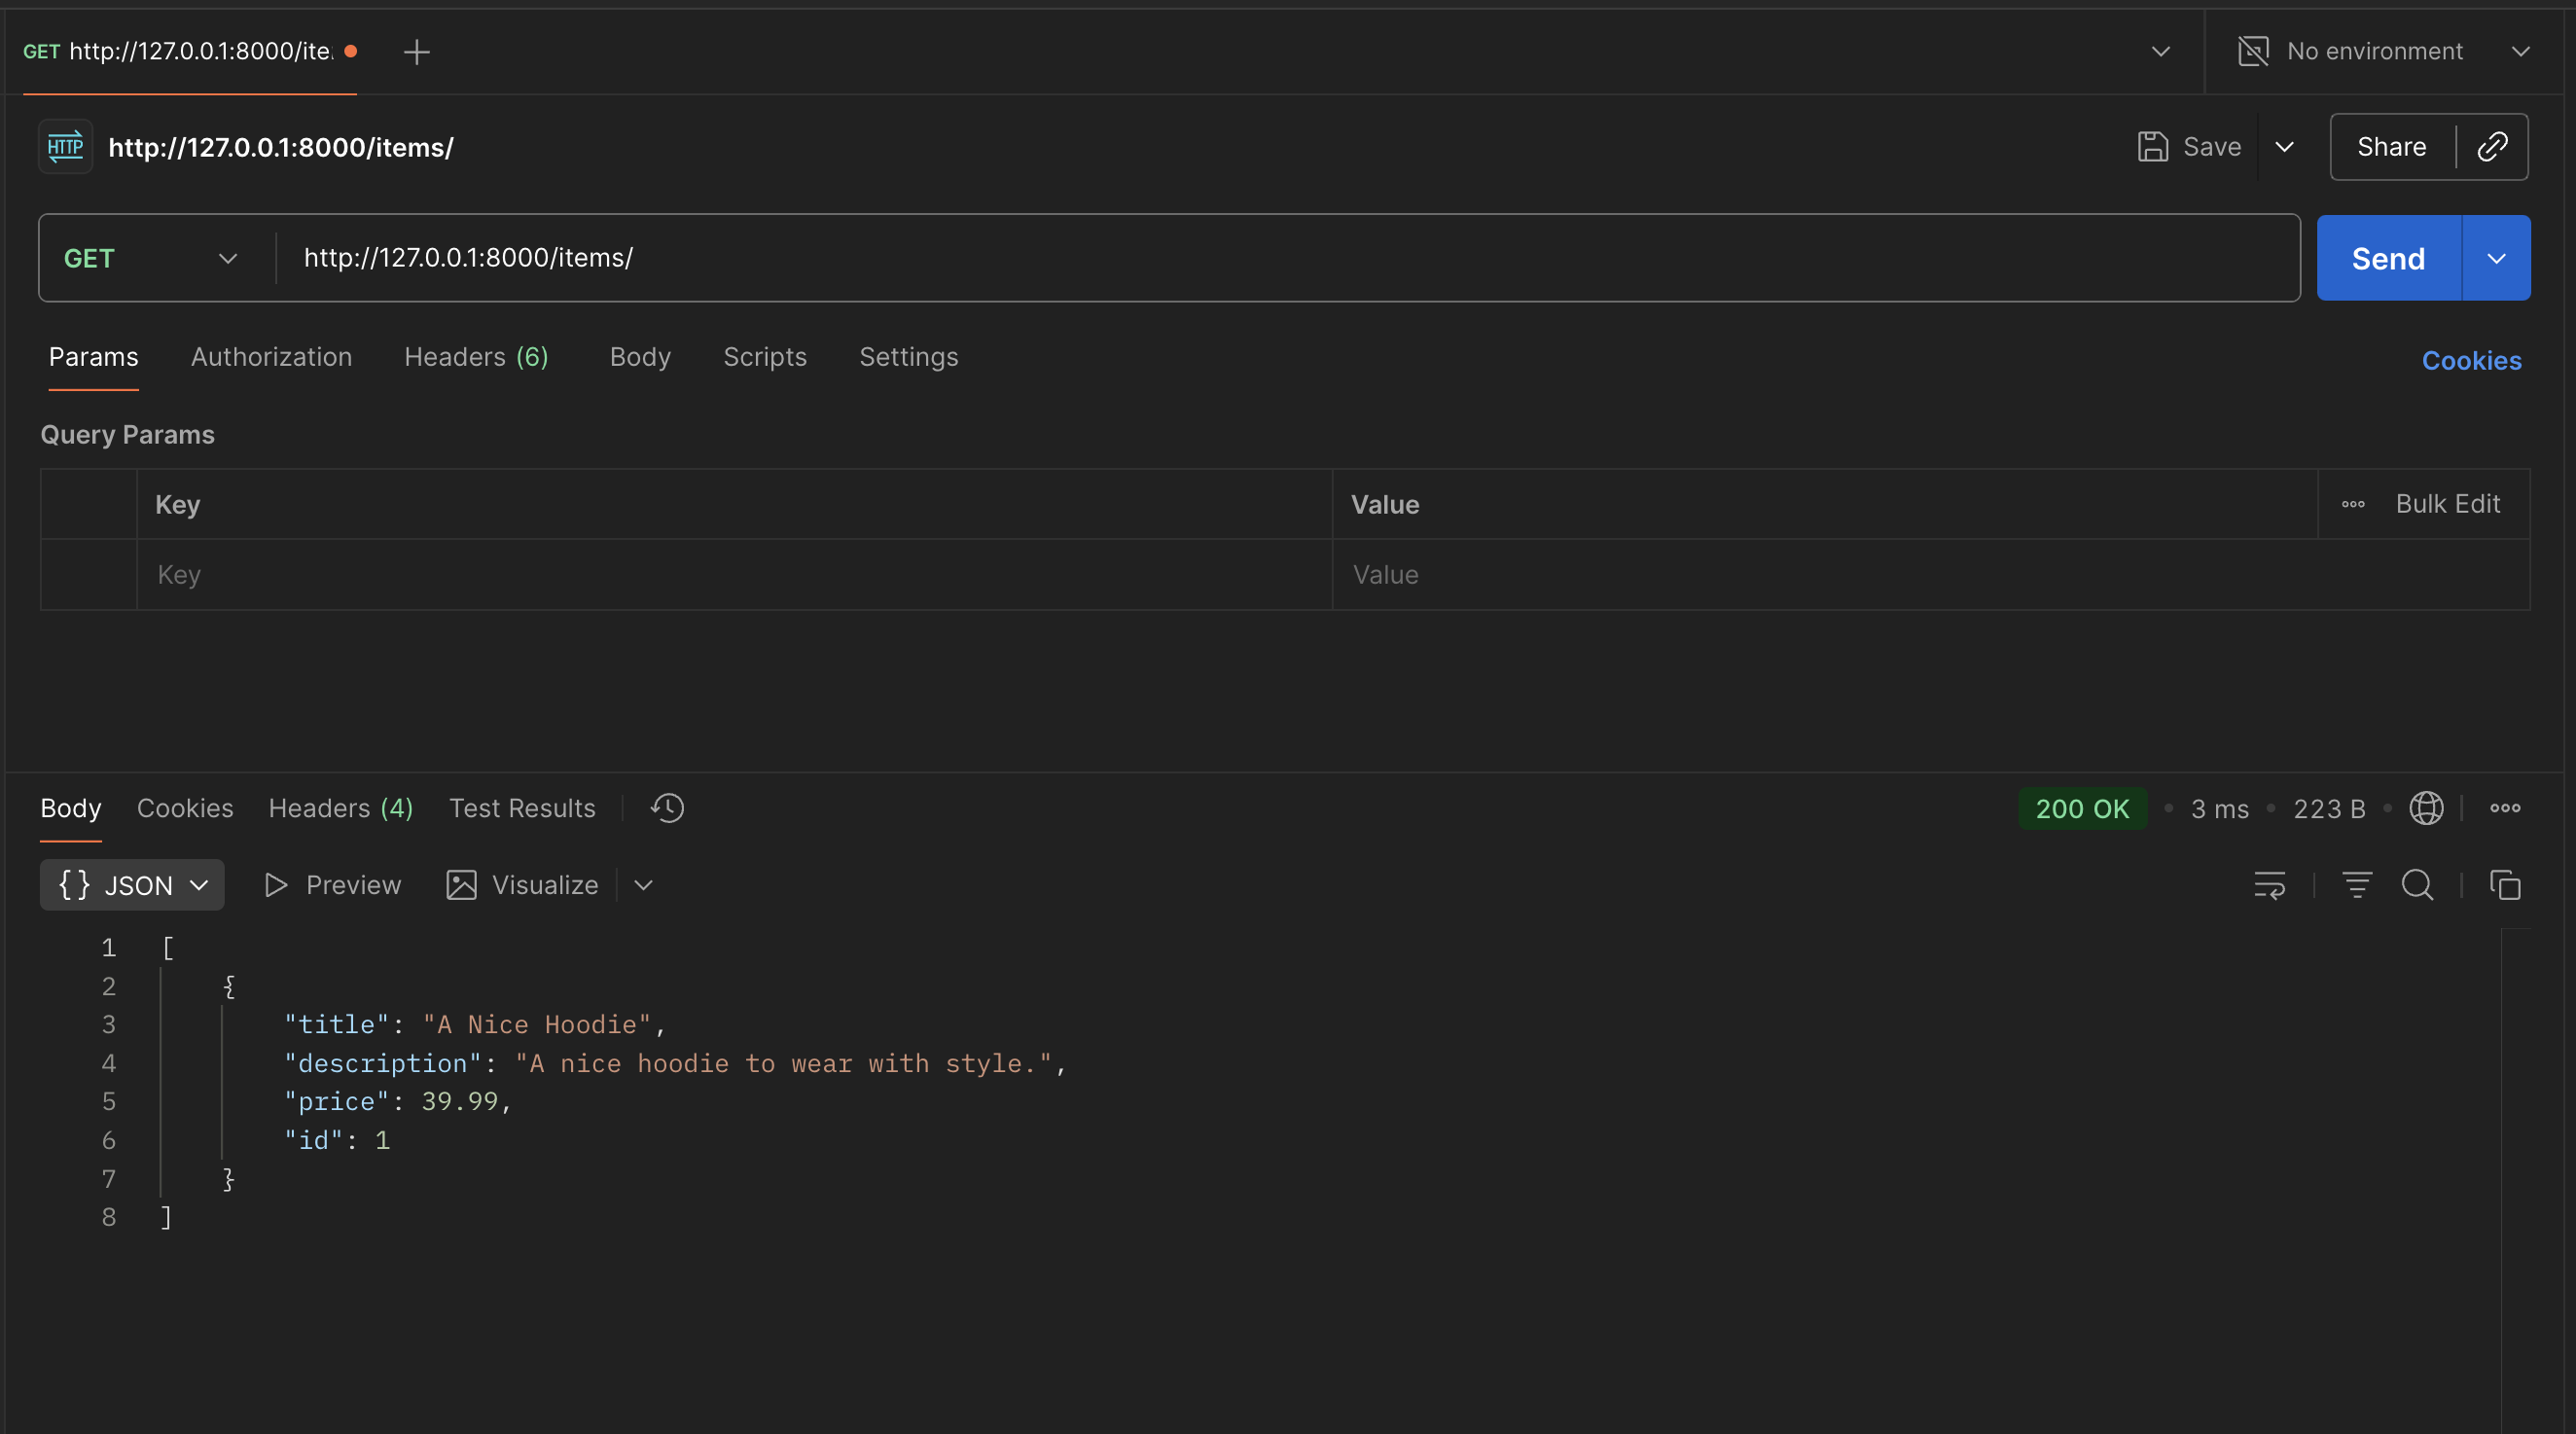 GET http://127.0.0.1:8000/ite
No environment
HTTP http://127.0.0.1:8000/items/
Save
Share
GET http://127.0.0.1:8000/items/
Send
Params Authorization Headers (6) Body Scripts Settings
Cookies
Query Params
Key Value Bulk Edit
Key Value
Body Cookies Headers (4) Test Results
200 OK • 3 ms • 223 B •
{} JSON Preview Visualize
1 [
2 {
3 "title": "A Nice Hoodie",
4 "description": "A nice hoodie to wear with style.",
5 "price": 39.99,
6 "id": 1
7 }
8 ]